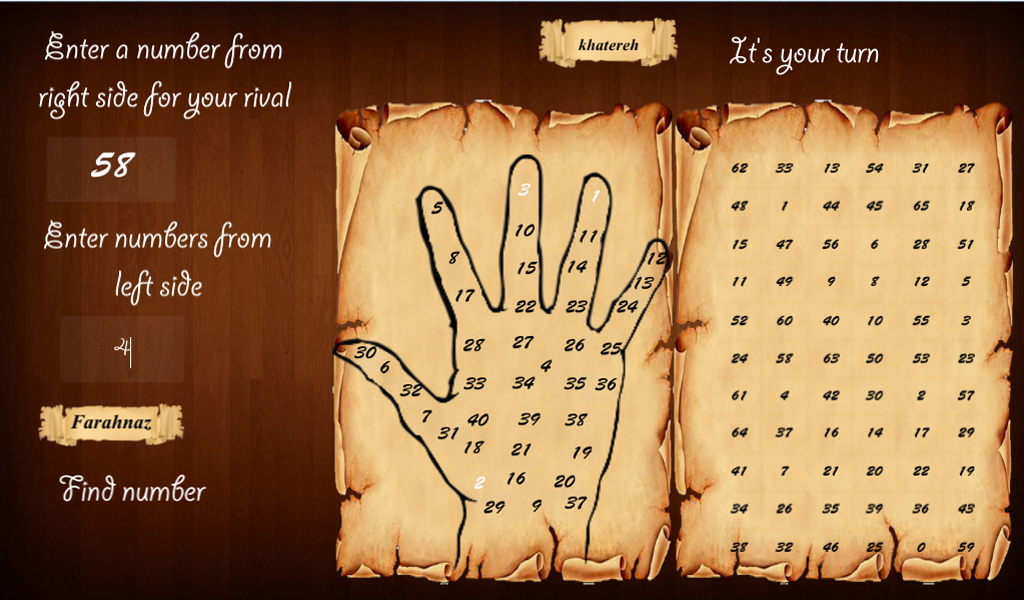 Enter a number from
right side for your rival
58
Enter numbers from
left side
4
Farahnaz
Find number
khatereh
It's your turn
3
1
5
10
11
8
15
14
12
13
17
22
23
24
28
27
26
25
30
6
4
32
33
34
35
36
7
40
39
38
31
18
21
19
2
16
20
29
9
37
62 33 13 54 31 27
48 1 44 45 65 18
15 47 56 6 28 51
11 49 9 8 12 5
52 60 40 10 55 3
24 58 63 50 53 23
61 4 42 30 2 57
64 37 16 14 17 29
41 7 21 20 22 19
34 26 35 39 36 43
38 32 46 25 0 59